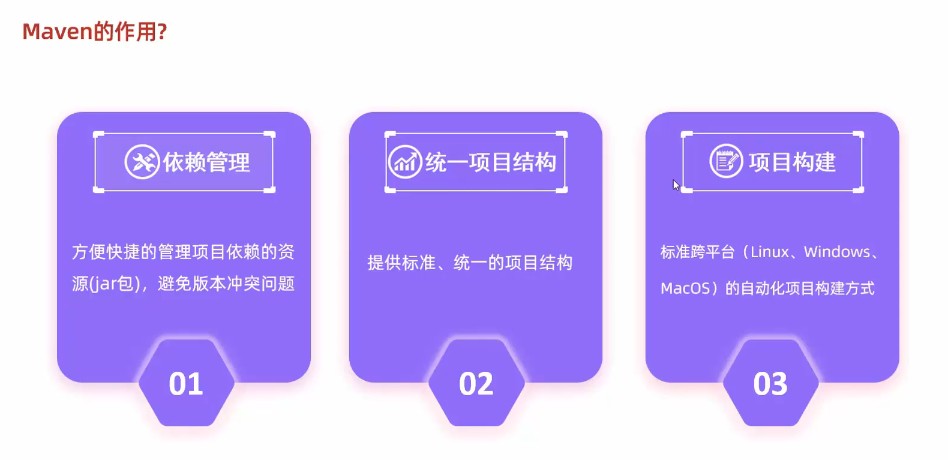 Maven的作用?
依赖管理
方便快捷的管理项目依赖的资
源(jar包)，避免版本冲突问题
01
统一项目结构
提供标准、统一的项目结构
02
项目构建
标准跨平台（Linux、Windows、
MacOS）的自动化项目构建方式
03